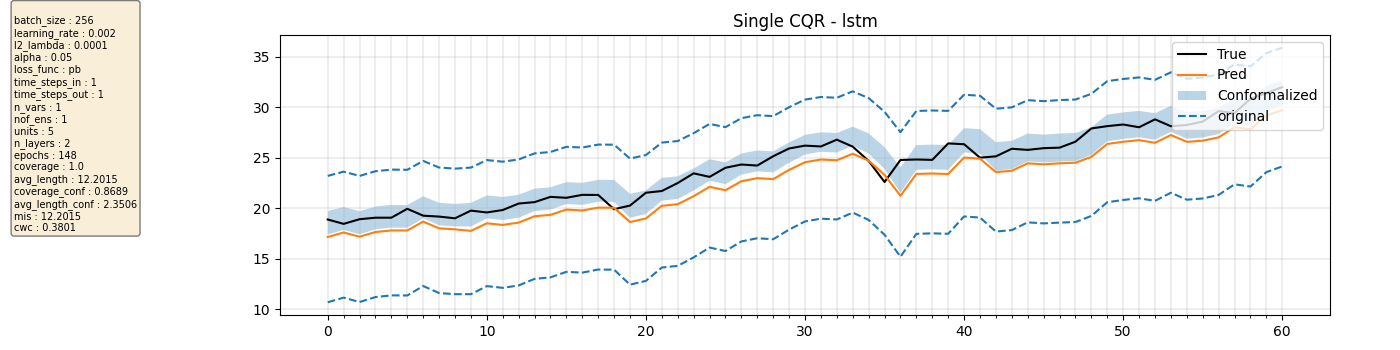 batch_size : 256
learning_rate : 0.002
l2_lambda : 0.0001
alpha : 0.05
loss_func : pb
time_steps_in : 1
time_steps_out : 1
n_vars : 1
nof_ens : 1
units : 5
n_layers : 2
epochs : 148
coverage : 1.0
avg_length : 12.2015
coverage_conf : 0.8689
avg_length_conf : 2.3506
mis : 12.2015
cwc : 0.3801
Single CQR - lstm
35
30
25
20
15
10
0 10 20 30 40 50 60
True
Pred
Conformalized
original